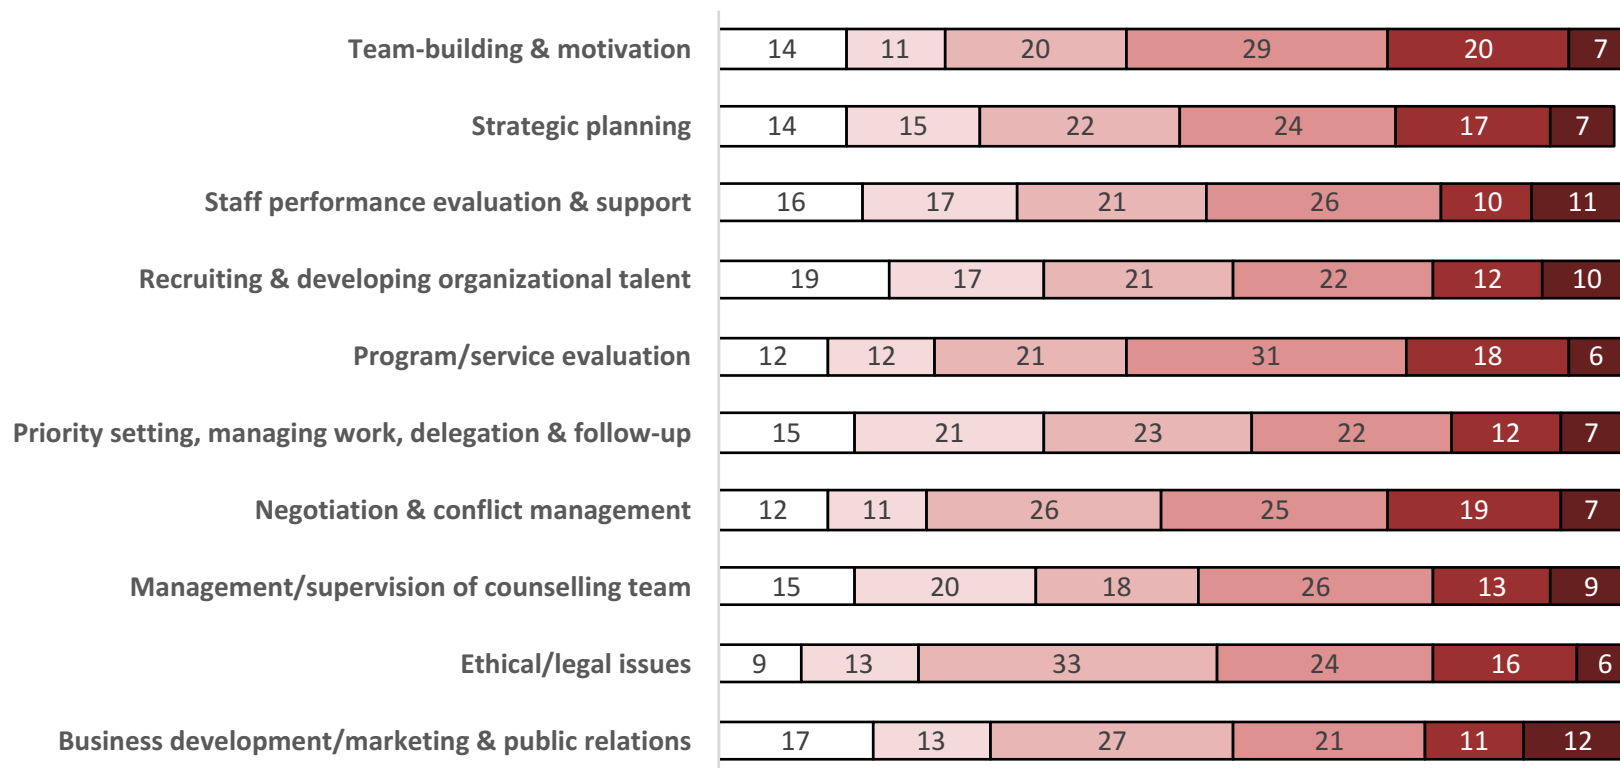 Team-building & motivation 14 11 20 29 20 7
Strategic planning 14 15 22 24 17 7
Staff performance evaluation & support 16 17 21 26 10 11
Recruiting & developing organizational talent 19 17 21 22 12 10
Program/service evaluation 12 12 21 31 18 6
Priority setting, managing work, delegation & follow-up 15 21 23 22 12 7
Negotiation & conflict management 12 11 26 25 19 7
Management/supervision of counselling team 15 20 18 26 13 9
Ethical/legal issues 9 13 33 24 16 6
Business development/marketing & public relations 17 13 27 21 11 12